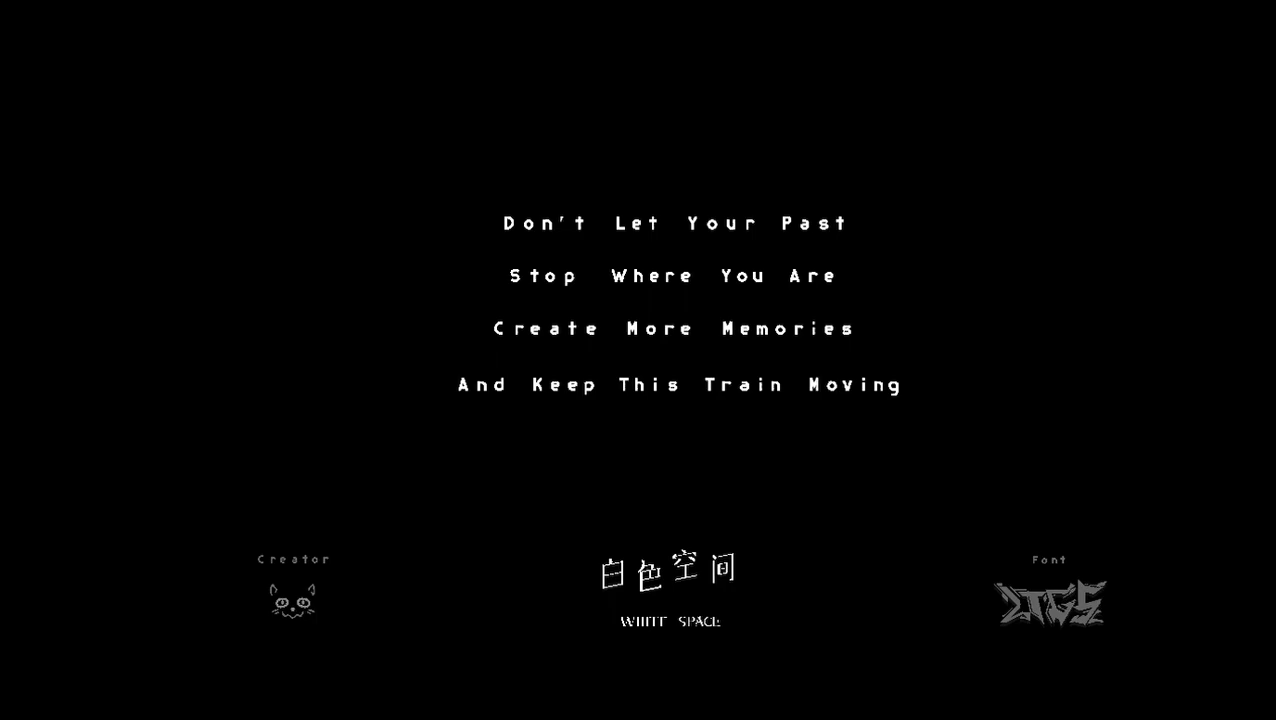 Don't Let Your Past
Stop Where You Are
Create More Memories
And Keep This Train Moving
Creator
白色空间
Font
WHITE SPACE